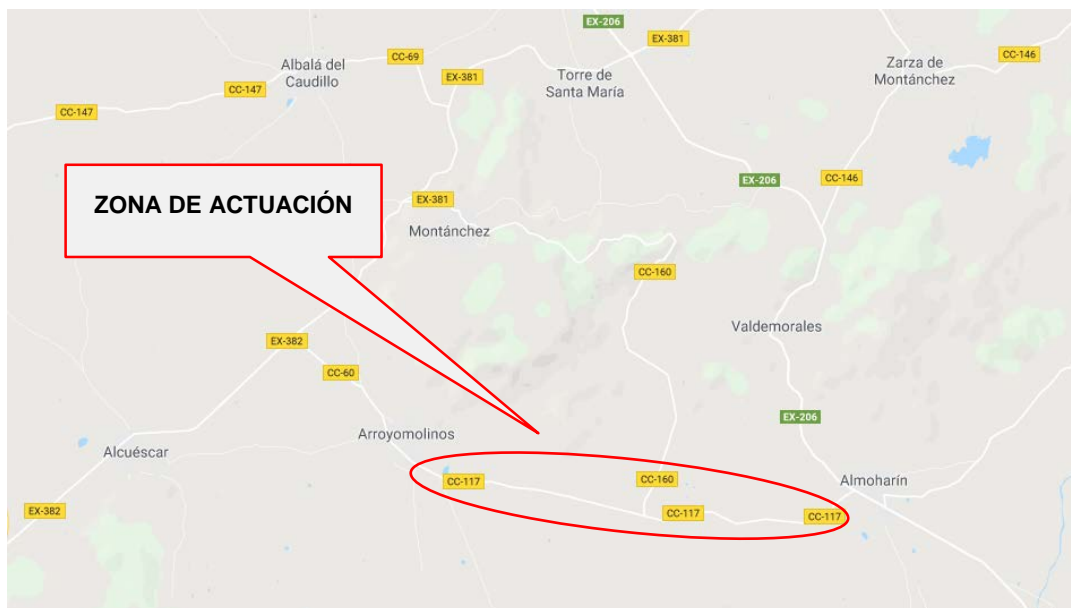 EX-206
EX-381
CC-69
Albalá del
Caudillo
EX-381
Torre de
Santa María
Zarza de
Montánchez
CC-146
CC-147
CC-147
EX-206
CC-146
ZONA DE ACTUACIÓN
EX-381
Montánchez
CC-160
Valdemorales
EX-382
CC-60
EX-206
Arroyomolinos
Alcuéscar
CC-117
CC-160
Almoharín
EX-382
CC-117
CC-117